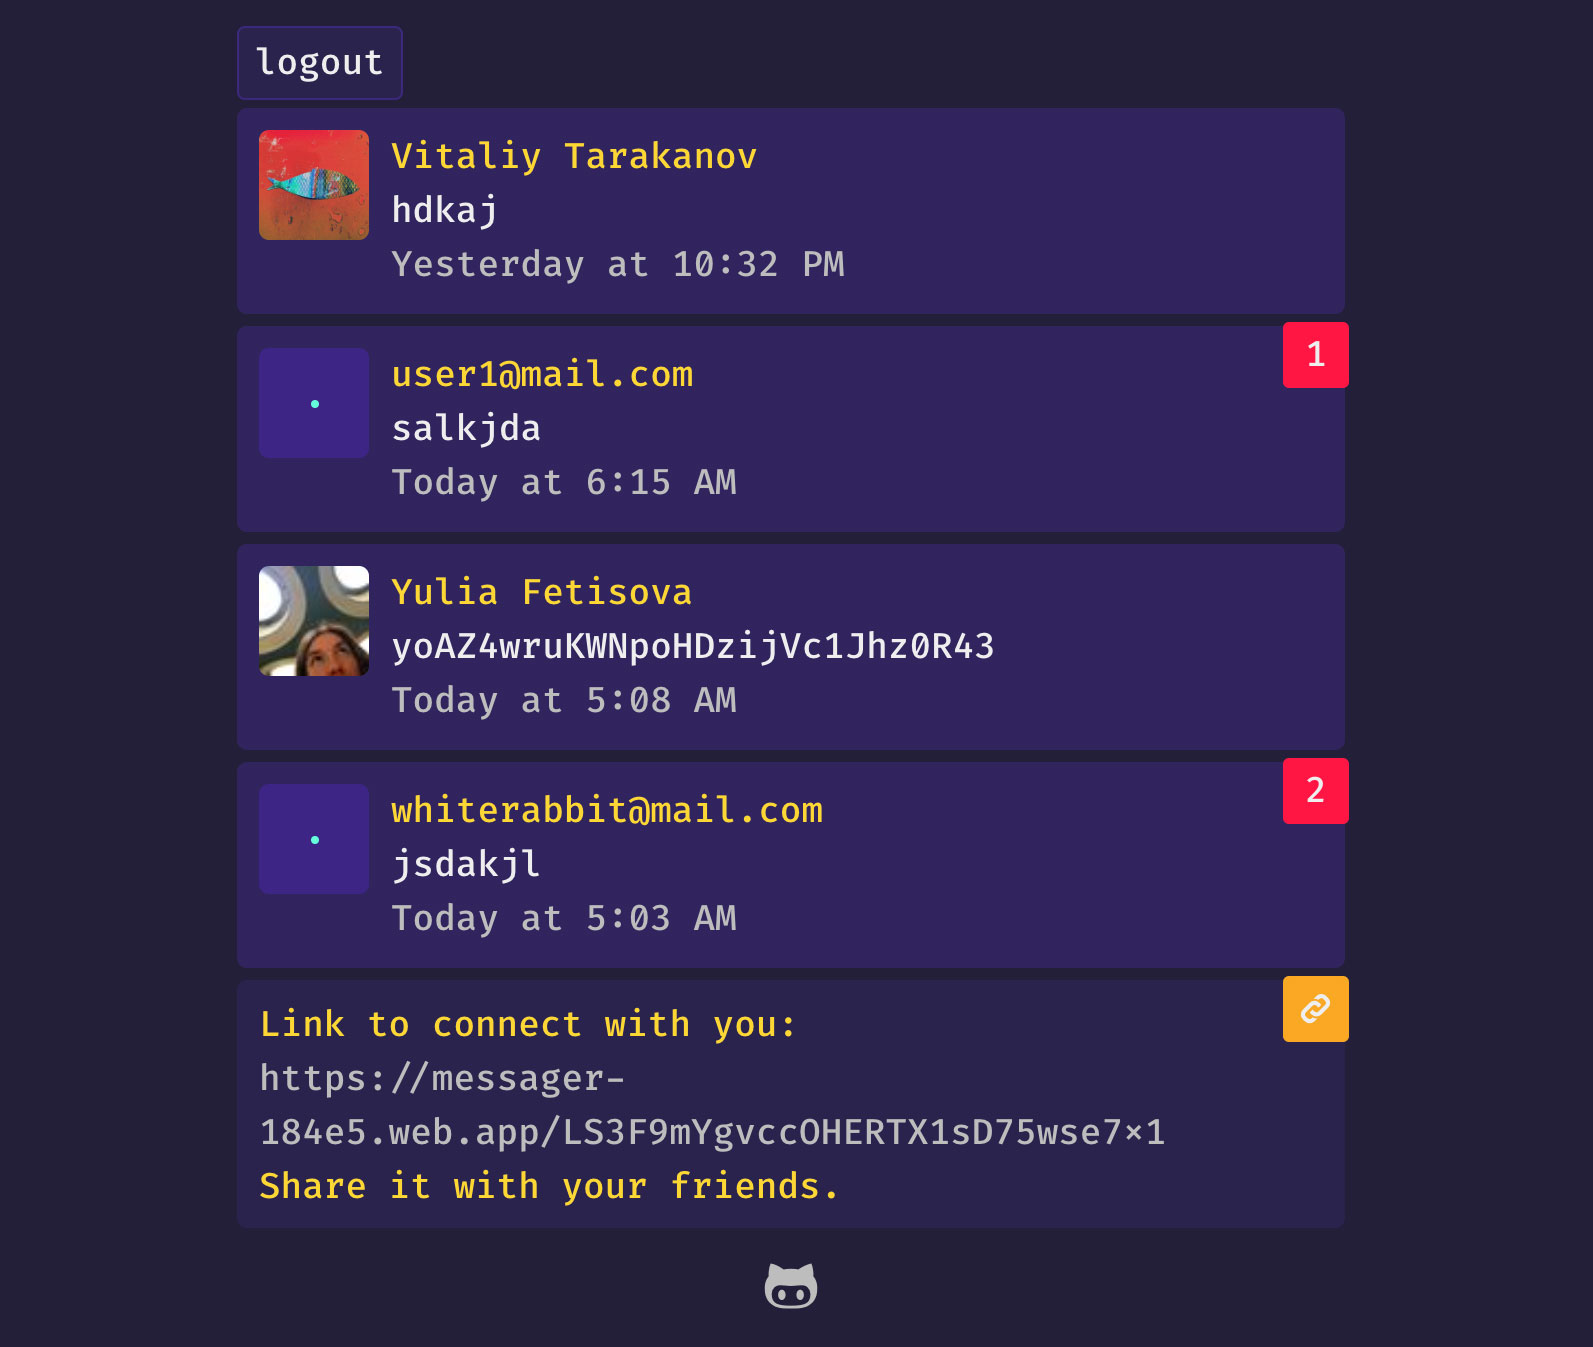 logout
Vitaliy Tarakanov
hdkaj
Yesterday at 10:32 PM
1
user1@mail.com
salkjda
Today at 6:15 AM
Yulia Fetisova
yoAZ4wruKWNpoHDzijVc1Jhz0R43
Today at 5:08 AM
2
whiterabbit@mail.com
jsdakjl
Today at 5:03 AM
Link to connect with you:
https://messager-
184e5.web.app/LS3F9mYgvccOHERTX1sD75wse7×1
Share it with your friends.